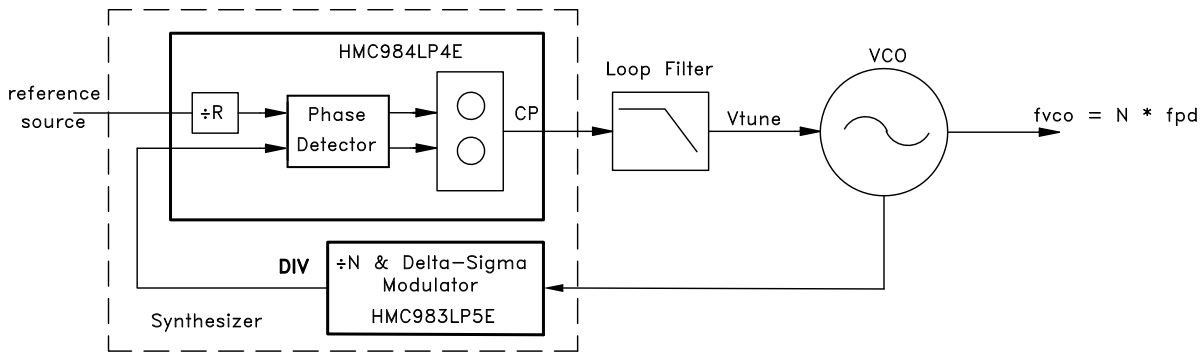 HMC984LP4E
reference
source
÷R
Phase
Detector
CP
Loop Filter
Vtune
VCO
fvco = N * fpd
DIV
÷N & Delta-Sigma
Modulator
HMC983LP5E
Synthesizer